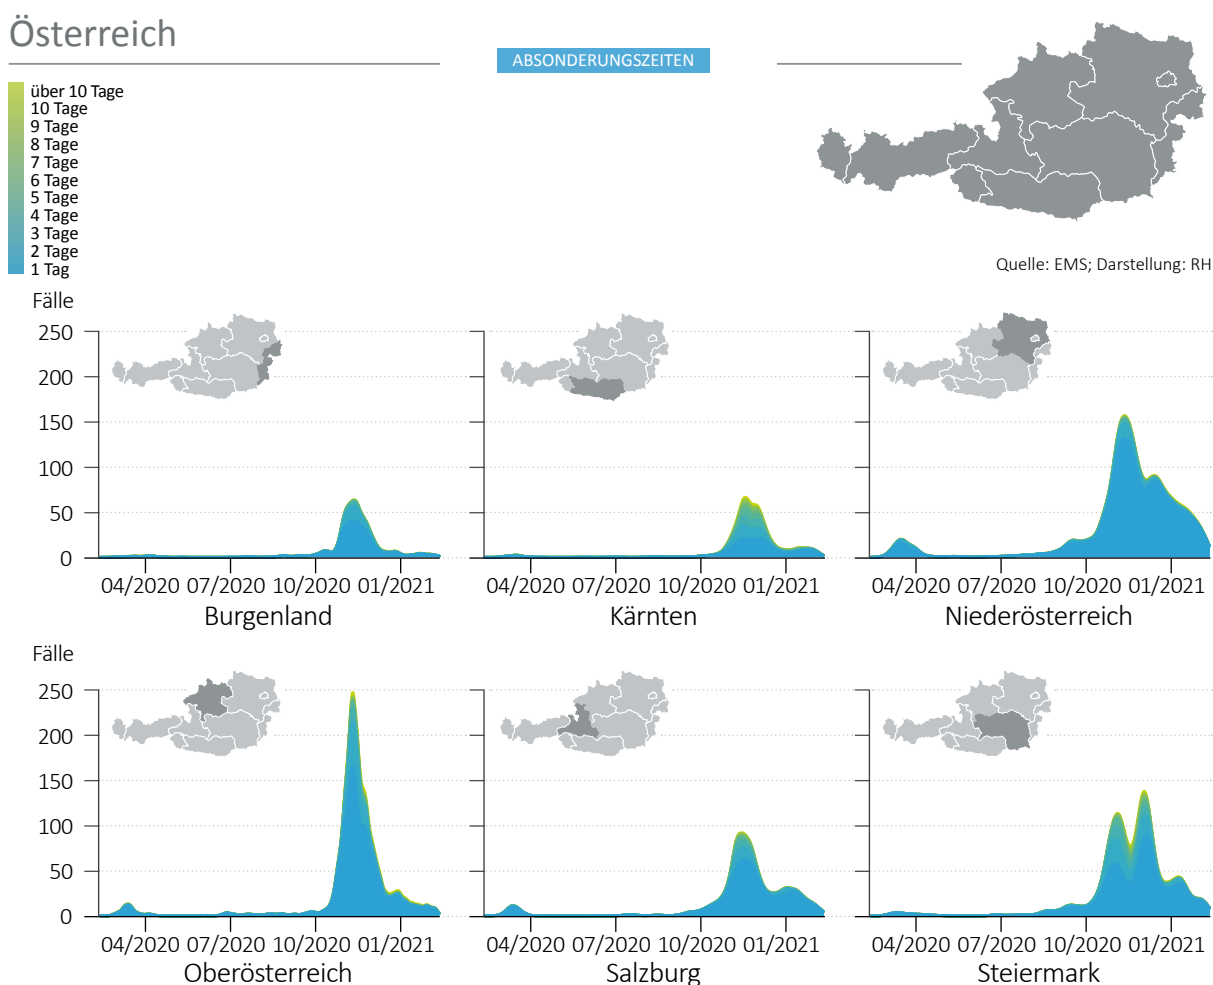 Österreich
ABSONDERUNGSZEITEN
über 10 Tage
10 Tage
9 Tage
8 Tage
7 Tage
6 Tage
5 Tage
4 Tage
3 Tage
2 Tage
1 Tag
Quelle: EMS; Darstellung: RH
Fälle
250
200
150
100
50
0
04/2020 07/2020 10/2020 01/2021
Burgenland
04/2020 07/2020 10/2020 01/2021
Kärnten
04/2020 07/2020 10/2020 01/2021
Niederösterreich
Fälle
250
200
150
100
50
0
04/2020 07/2020 10/2020 01/2021
Oberösterreich
04/2020 07/2020 10/2020 01/2021
Salzburg
04/2020 07/2020 10/2020 01/2021
Steiermark